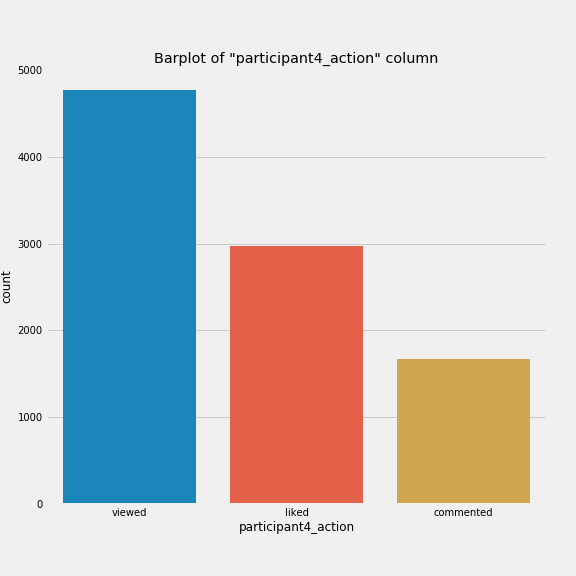 Barplot of "participant4_action" column
5000
4000
3000
2000
1000
0
count
viewed liked commented
participant4_action